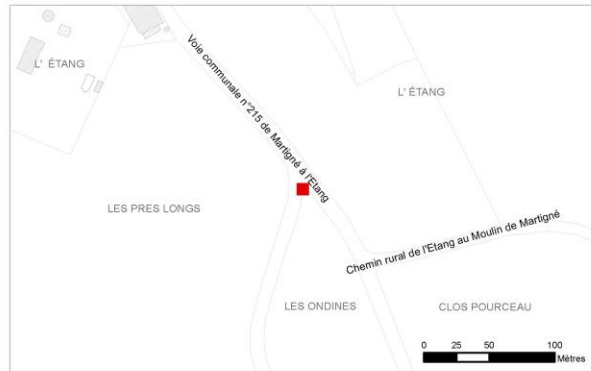 Voie communale n°215 de Martigné à l'Etang
L' ÉTANG
L' ÉTANG
LES PRES LONGS
Chemin rural de l'Etang au Moulin de Martigné
LES ONDINES
CLOS POURCEAU
0 25 50 100
Mètres